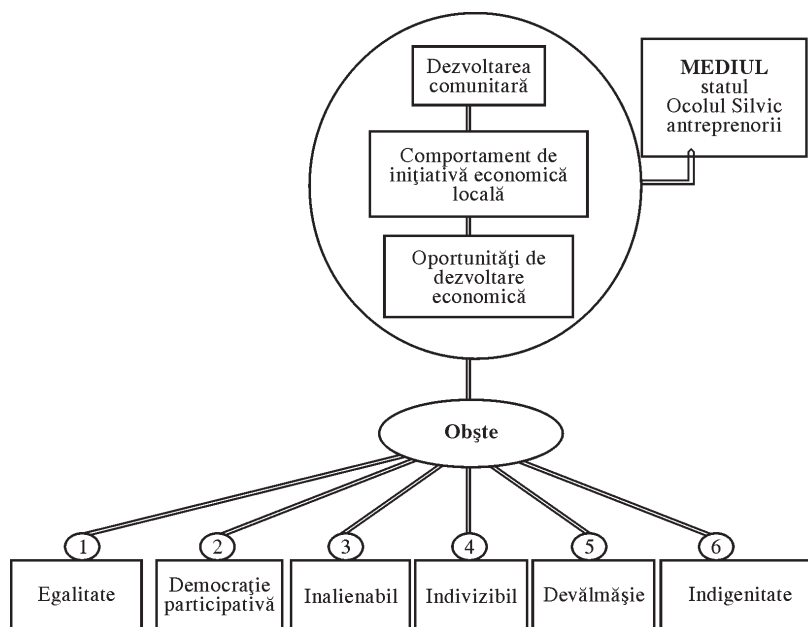 Dezvoltarea
comunitară
MEDIUL
statul
Ocolul Silvic
antreprenorii
Comportament de
iniţiativă economică
locală
Oportunităţi de
dezvoltare
economică
Obşte
1
2
3
4
5
6
Egalitate
Democraţie
participativă
Inalienabil
Indivizibil
Devălmăşie
Indigenitate